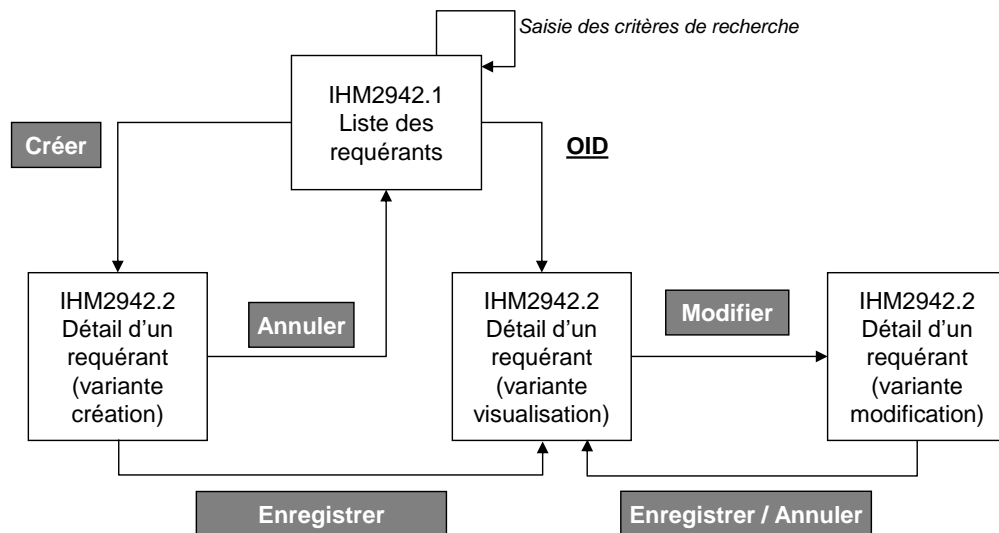 Saisie des critères de recherche
IHM2942.1
Liste des
requérants
Créer
OID
IHM2942.2
Détail d'un
requérant
(variante
création)
Annuler
IHM2942.2
Détail d'un
requérant
(variante
visualisation)
Modifier
IHM2942.2
Détail d'un
requérant
(variante
modification)
Enregistrer
Enregistrer / Annuler